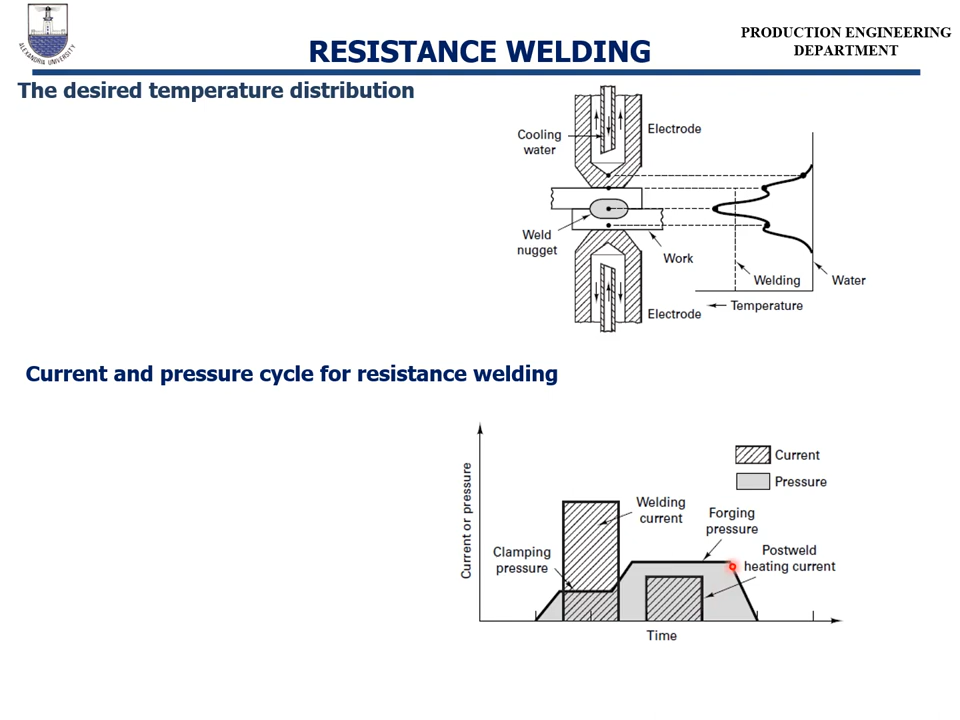 ALEXANDRIA UNIVERSITY
RESISTANCE WELDING
PRODUCTION ENGINEERING
DEPARTMENT
The desired temperature distribution
Cooling
water
Electrode
Weld
nugget
Work
Welding
Water
Temperature
Electrode
Current and pressure cycle for resistance welding
Current or pressure
Current
Pressure
Welding
current
Forging
pressure
Clamping
pressure
Postweld
heating current
Time